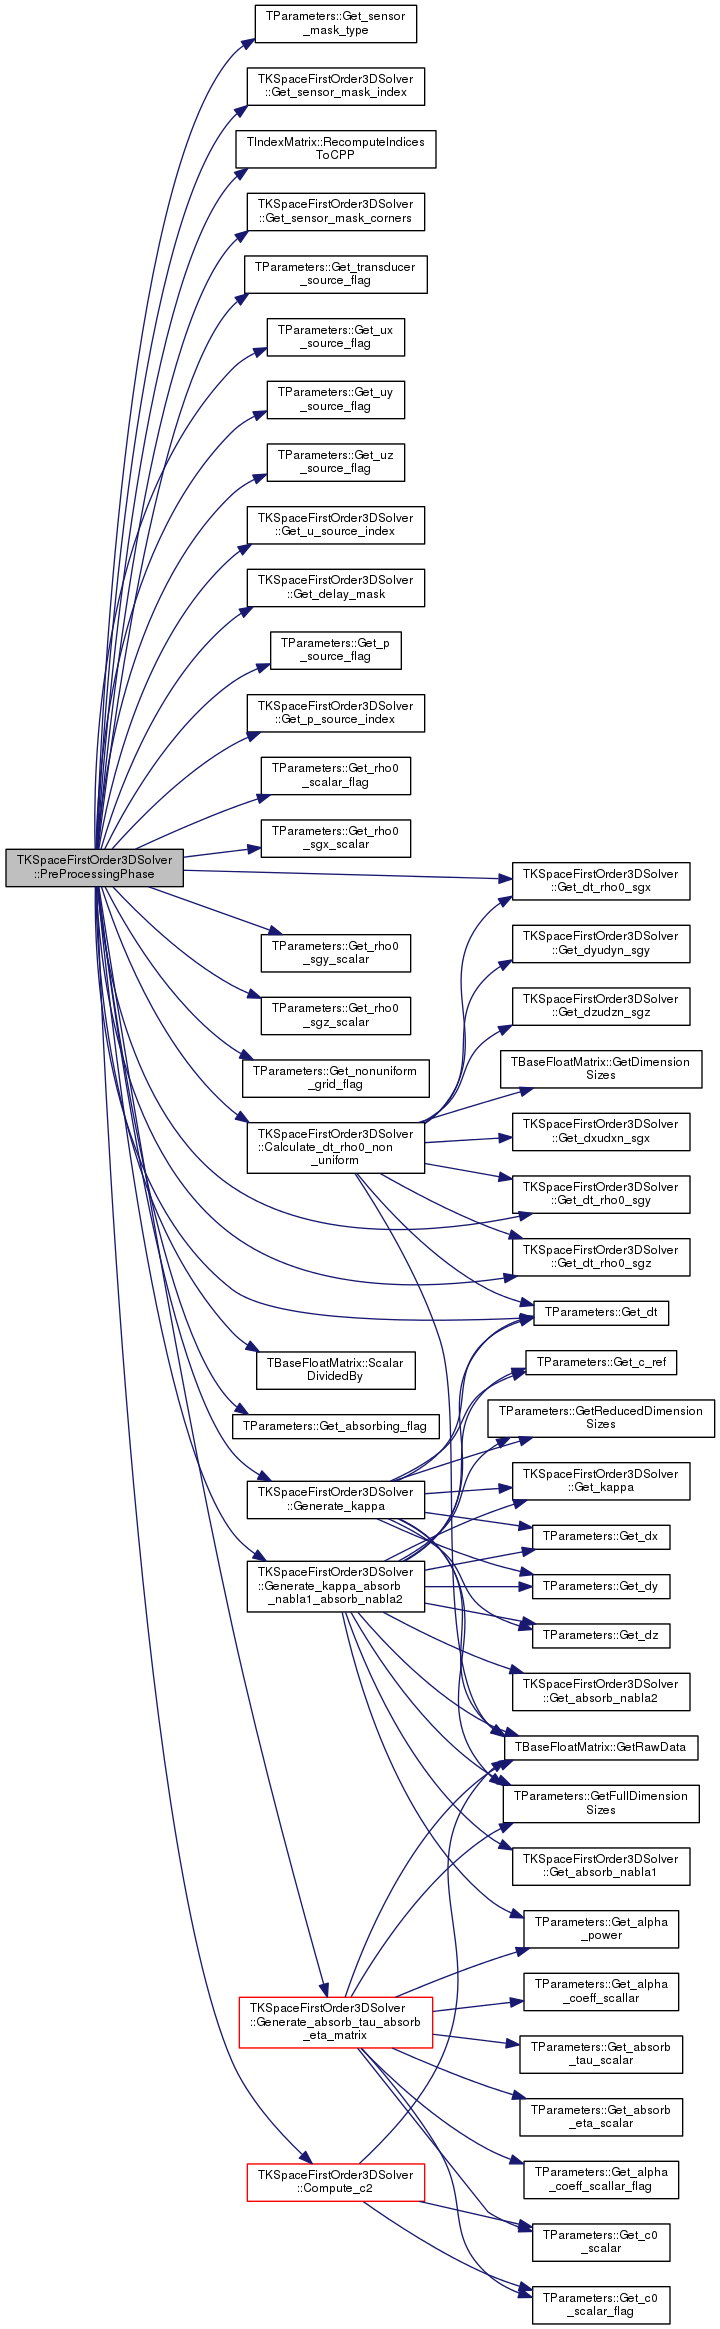 TParameters::Get_sensor
_mask_type
TKSpaceFirstOrder3DSolver
::Get_sensor_mask_index
TIndexMatrix::RecomputeIndices
ToCPP
TKSpaceFirstOrder3DSolver
::Get_sensor_mask_corners
TParameters::Get_transducer
_source_flag
TParameters::Get_ux
_source_flag
TParameters::Get_uy
_source_flag
TParameters::Get_uz
_source_flag
TKSpaceFirstOrder3DSolver
::Get_u_source_index
TKSpaceFirstOrder3DSolver
::Get_delay_mask
TParameters::Get_p
_source_flag
TKSpaceFirstOrder3DSolver
::Get_p_source_index
TParameters::Get_rho0
_scalar_flag
TParameters::Get_rho0
_sgx_scalar
TKSpaceFirstOrder3DSolver
::PreProcessingPhase
TKSpaceFirstOrder3DSolver
::Get_dt_rho0_sgx
TParameters::Get_rho0
_sgy_scalar
TKSpaceFirstOrder3DSolver
::Get_dyudyn_sgy
TParameters::Get_rho0
_sgz_scalar
TKSpaceFirstOrder3DSolver
::Get_dzudzn_sgz
TParameters::Get_nonuniform
_grid_flag
TBaseFloatMatrix::GetDimension
Sizes
TKSpaceFirstOrder3DSolver
::Calculate_dt_rho0_non
_uniform
TKSpaceFirstOrder3DSolver
::Get_dxudxn_sgx
TKSpaceFirstOrder3DSolver
::Get_dt_rho0_sgy
TKSpaceFirstOrder3DSolver
::Get_dt_rho0_sgz
TParameters::Get_dt
TBaseFloatMatrix::Scalar
DividedBy
TParameters::Get_c_ref
TParameters::Get_absorbing_flag
TParameters::GetReducedDimension
Sizes
TKSpaceFirstOrder3DSolver
::Generate_kappa
TKSpaceFirstOrder3DSolver
::Get_kappa
TParameters::Get_dx
TKSpaceFirstOrder3DSolver
::Generate_kappa_absorb
_nabla1_absorb_nabla2
TParameters::Get_dy
TParameters::Get_dz
TKSpaceFirstOrder3DSolver
::Get_absorb_nabla2
TBaseFloatMatrix::GetRawData
TParameters::GetFullDimension
Sizes
TKSpaceFirstOrder3DSolver
::Get_absorb_nabla1
TParameters::Get_alpha
_power
TKSpaceFirstOrder3DSolver
::Generate_absorb_tau_absorb
_eta_matrix
TParameters::Get_alpha
_coeff_scallar
TParameters::Get_absorb
_tau_scalar
TParameters::Get_absorb
_eta_scalar
TKSpaceFirstOrder3DSolver
::Compute_c2
TParameters::Get_alpha
_coeff_scallar_flag
TParameters::Get_c0
_scalar
TParameters::Get_c0
_scalar_flag